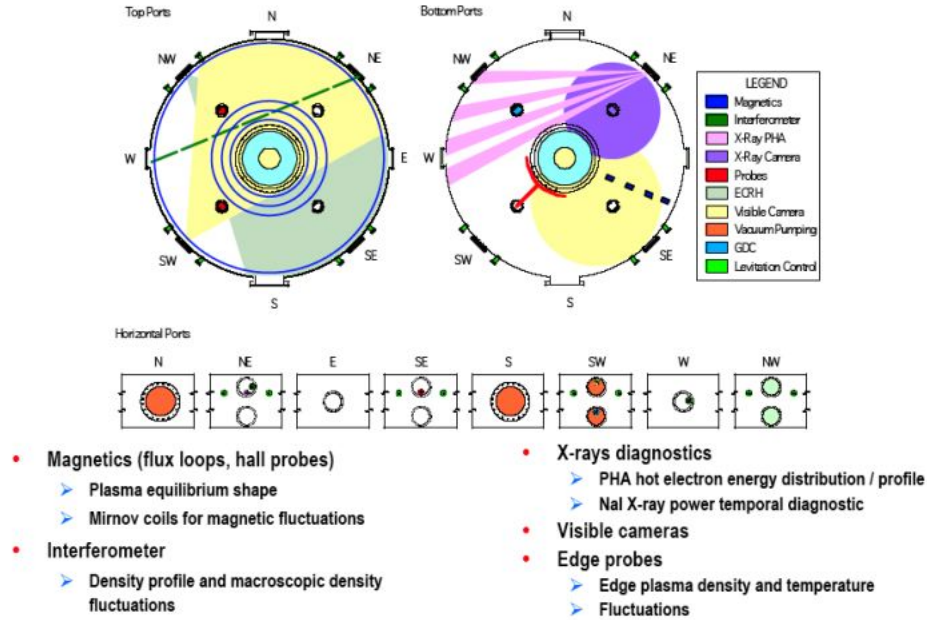 Top Ports
N
NW
NE
W
E
SW
SE
S
Bottom Ports
N
NW
NE
W
SW
SE
S
LEGEND
Magnetics
Interferometer
X-Ray PHA
X-Ray Camera
Probes
ECRH
Visible Camera
Vacuum Pumping
GDC
Levitation Control
Horizontal Ports
N NE E SE S SW W NW
• Magnetics (flux loops, hall probes)
➢ Plasma equilibrium shape
➢ Mirnov coils for magnetic fluctuations
• Interferometer
➢ Density profile and macroscopic density
fluctuations
• X-rays diagnostics
➢ PHA hot electron energy distribution / profile
➢ NaI X-ray power temporal diagnostic
• Visible cameras
• Edge probes
➢ Edge plasma density and temperature
➢ Fluctuations